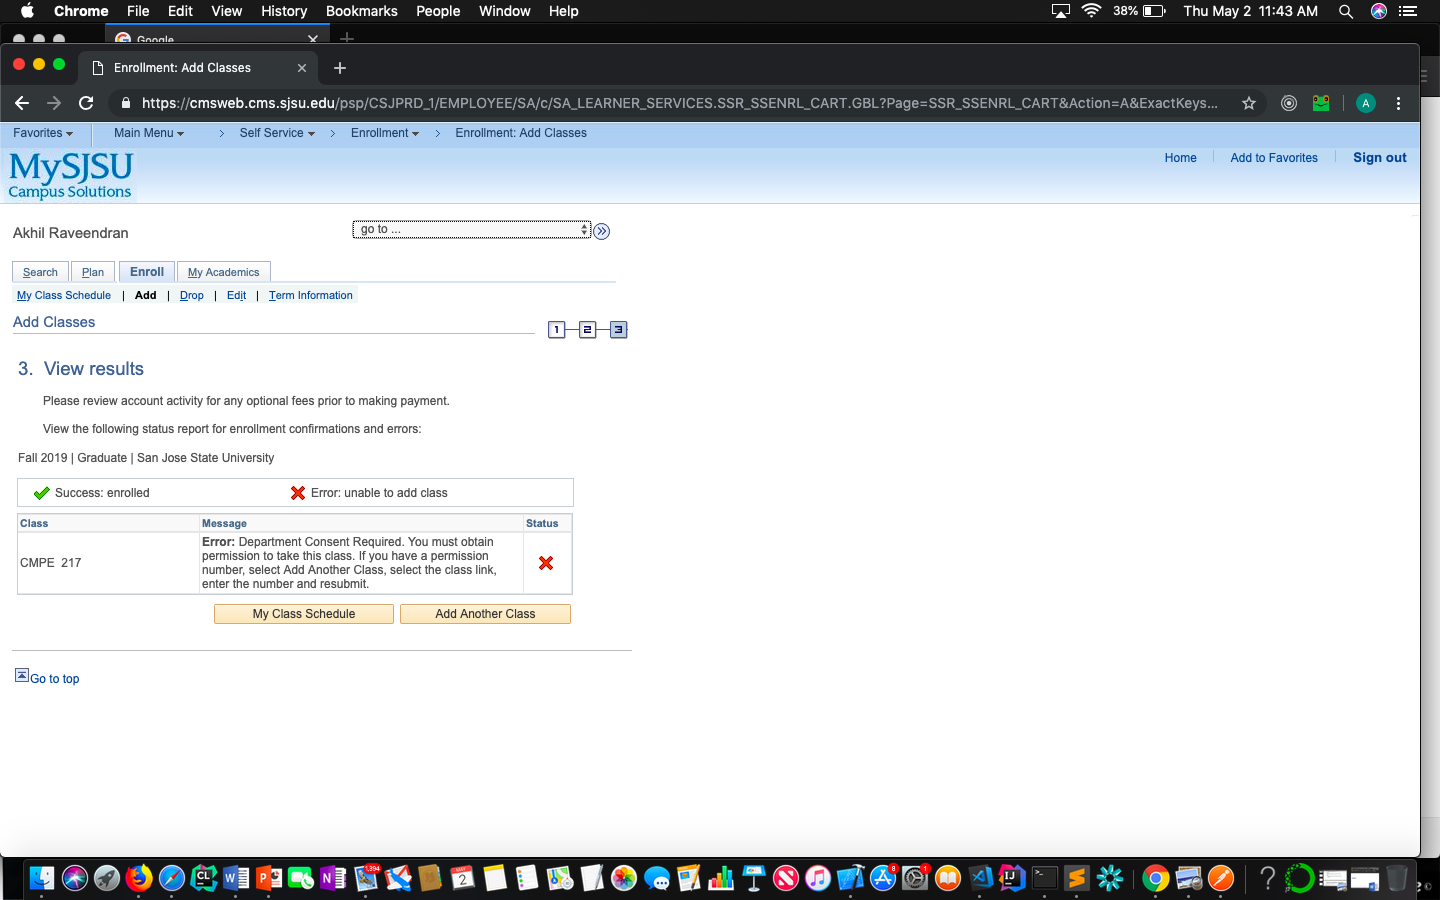 Chrome File Edit View History Bookmarks People Window Help 38% Thu May 2 11:43 AM
Google
Enrollment: Add Classes
https://cmsweb.cms.sjsu.edu/psp/CSJPRD_1/EMPLOYEE/SA/c/SA_LEARNER_SERVICES.SSR_SSENRL_CART.GBL?Page=SSR_SSENRL_CART&Action=A&ExactKeys... A
Favorites Main Menu > Self Service > Enrollment > Enrollment: Add Classes
MySJSU
Campus Solutions
Home Add to Favorites Sign out
Akhil Raveendran
go to ...
Search Plan Enroll My Academics
My Class Schedule | Add | Drop | Edit | Term Information
Add Classes
1 2 3
3. View results
Please review account activity for any optional fees prior to making payment.
View the following status report for enrollment confirmations and errors:
Fall 2019 | Graduate | San Jose State University
Success: enrolled Error: unable to add class
Class Message Status
CMPE 217
Error: Department Consent Required. You must obtain
permission to take this class. If you have a permission
number, select Add Another Class, select the class link,
enter the number and resubmit.
My Class Schedule Add Another Class
Go to top
CL W P N 1,394 2 8 1 IJ